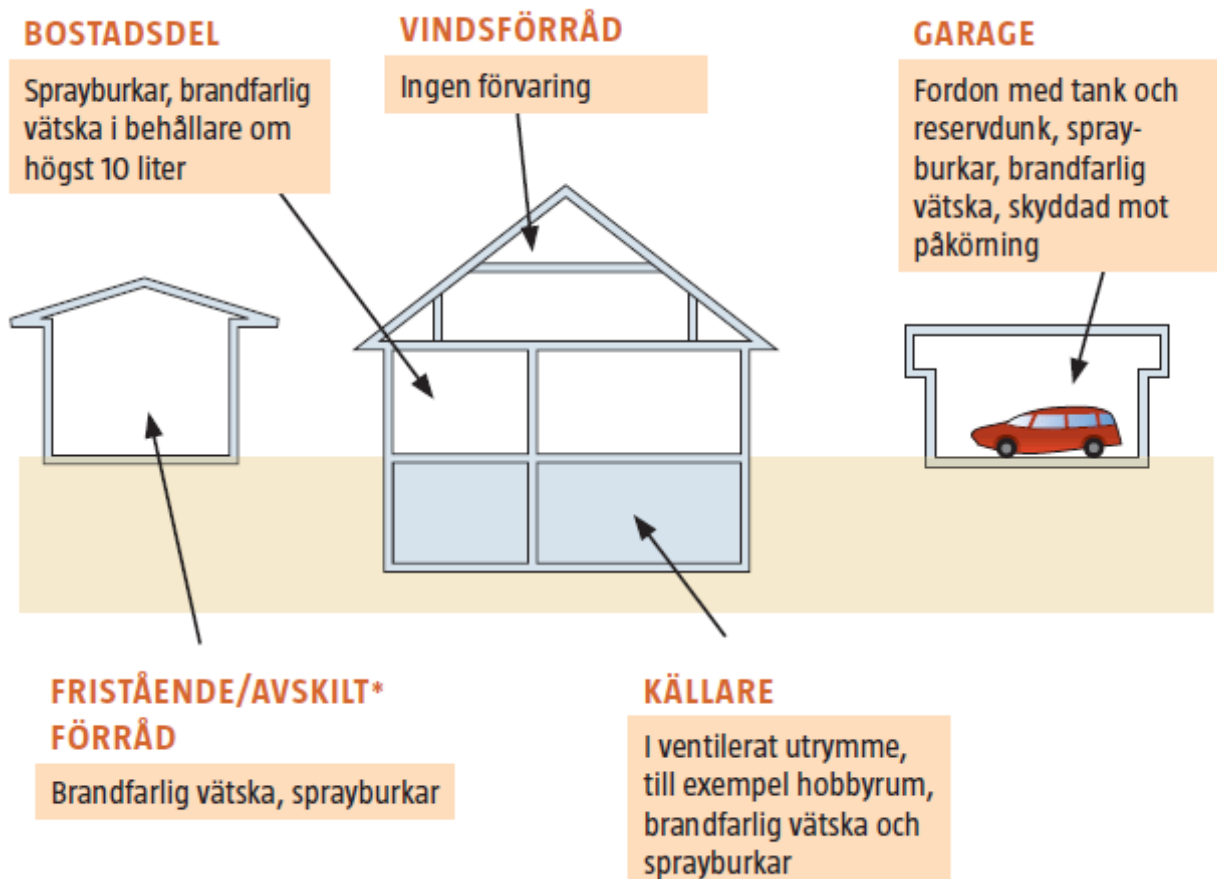 BOSTADSDEL
Sprayburkar, brandfarlig
vätska i behållare om
högst 10 liter
VINDSFÖRRÅD
Ingen förvaring
GARAGE
Fordon med tank och
reservdunk, spray-
burkar, brandfarlig
vätska, skyddad mot
påkörning
FRISTÅENDE/AVSKILT*
FÖRRÅD
Brandfarlig vätska, sprayburkar
KÄLLARE
I ventilerat utrymme,
till exempel hobbyrum,
brandfarlig vätska och
sprayburkar